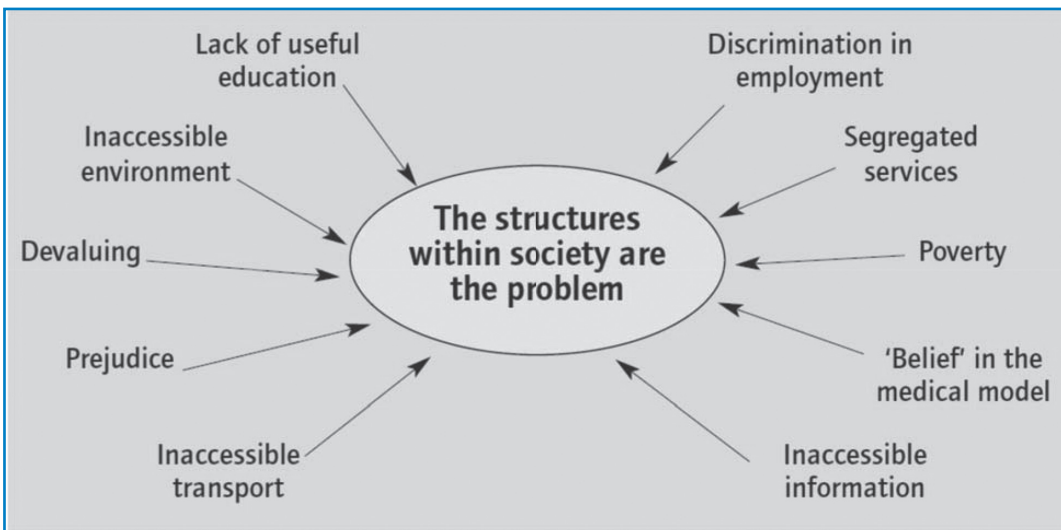 Lack of useful
education
Discrimination in
employment
Inaccessible
environment
Segregated
services
The structures
within society are
the problem
Devaluing
Poverty
Prejudice
‘Belief’ in the
medical model
Inaccessible
transport
Inaccessible
information